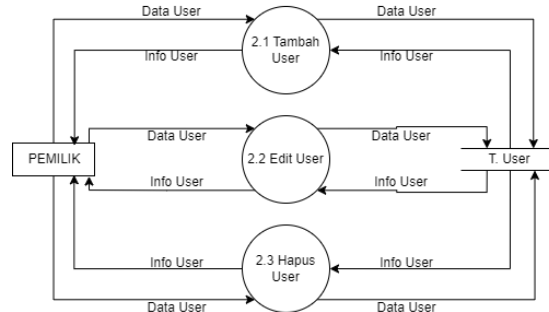 Data User
Data User
2.1 Tambah
User
Info User
Info User
Data User
Data User
PEMILIK
2.2 Edit User
T. User
Info User
Info User
2.3 Hapus
User
Info User
Info User
Data User
Data User